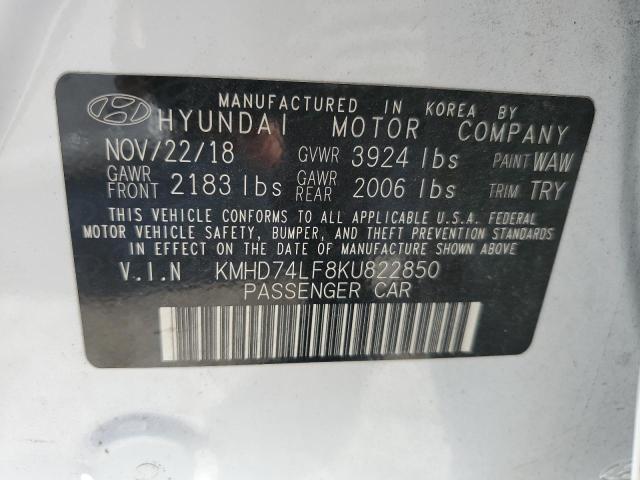 MANUFACTURED IN KOREA BY
HYUNDAI MOTOR COMPANY
NOV/22/18 GVWR 3924 lbs PAINT WAW
GAWR FRONT 2183 lbs GAWR REAR 2006 lbs TRIM TRY
THIS VEHICLE CONFORMS TO ALL APPLICABLE U.S.A. FEDERAL
MOTOR VEHICLE SAFETY, BUMPER, AND THEFT PREVENTION STANDARDS
IN EFFECT ON THE DATE OF MANUFACTURE SHOWN ABOVE.
V.I.N KMHD74LF8KU822850
PASSENGER CAR